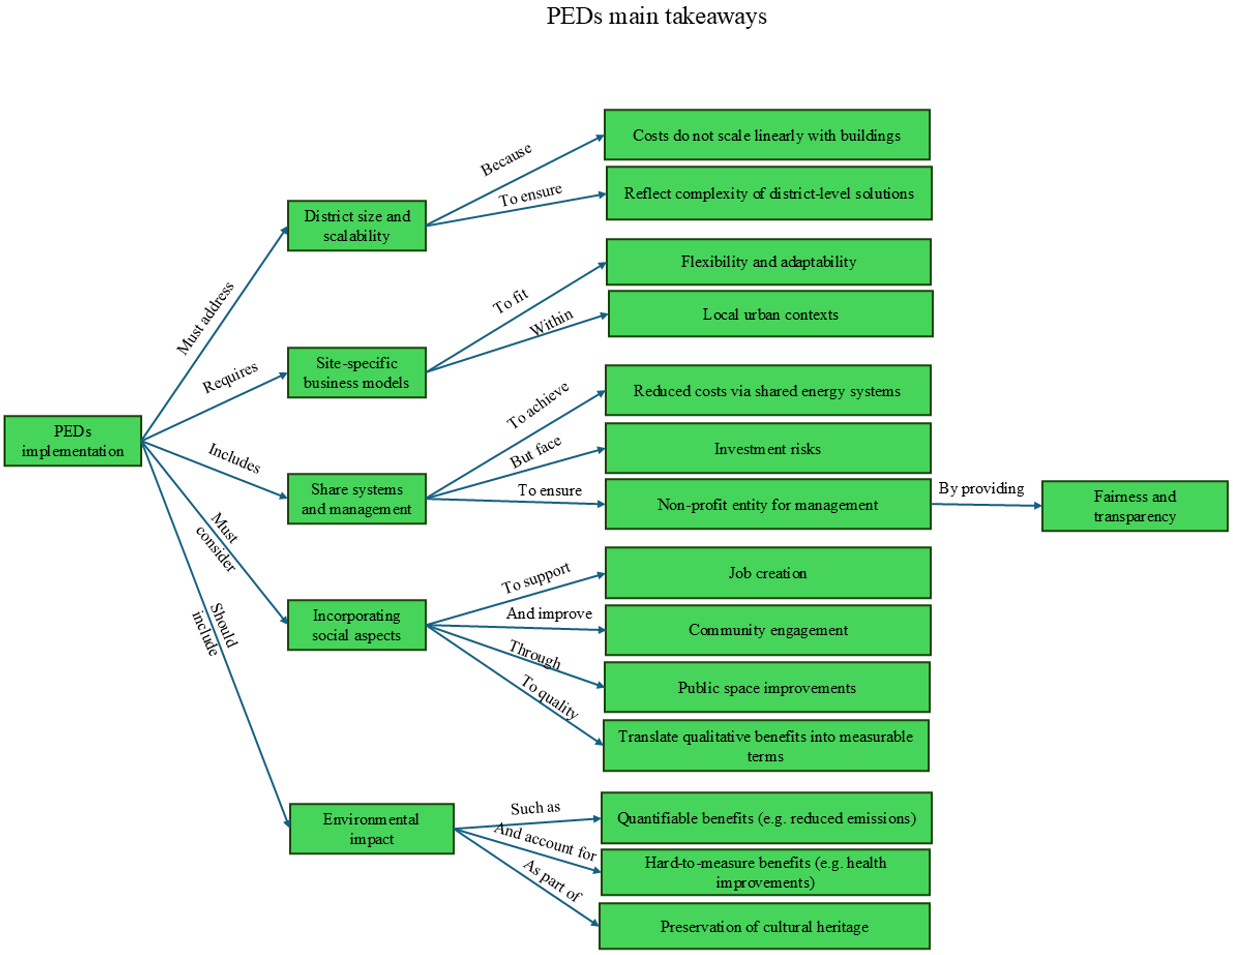 PEDs main takeaways
Costs do not scale linearly with buildings
Because
To ensure
Reflect complexity of district-level solutions
District size and
scalability
Must address
Flexibility and adaptability
To fit
Within
Local urban contexts
Site-specific
business models
Requires
Reduced costs via shared energy systems
To achieve
PEDs
implementation
But face
Investment risks
Includes
Share systems
and management
To ensure
Non-profit entity for management
By providing
Fairness and
transparency
Must
consider
Job creation
To support
Incorporating
social aspects
And improve
Community engagement
Should
include
Through
Public space improvements
To quality
Translate qualitative benefits into measurable
terms
Environmental
impact
Such as
Quantifiable benefits (e.g. reduced emissions)
And account for
Hard-to-measure benefits (e.g. health
improvements)
As part of
Preservation of cultural heritage